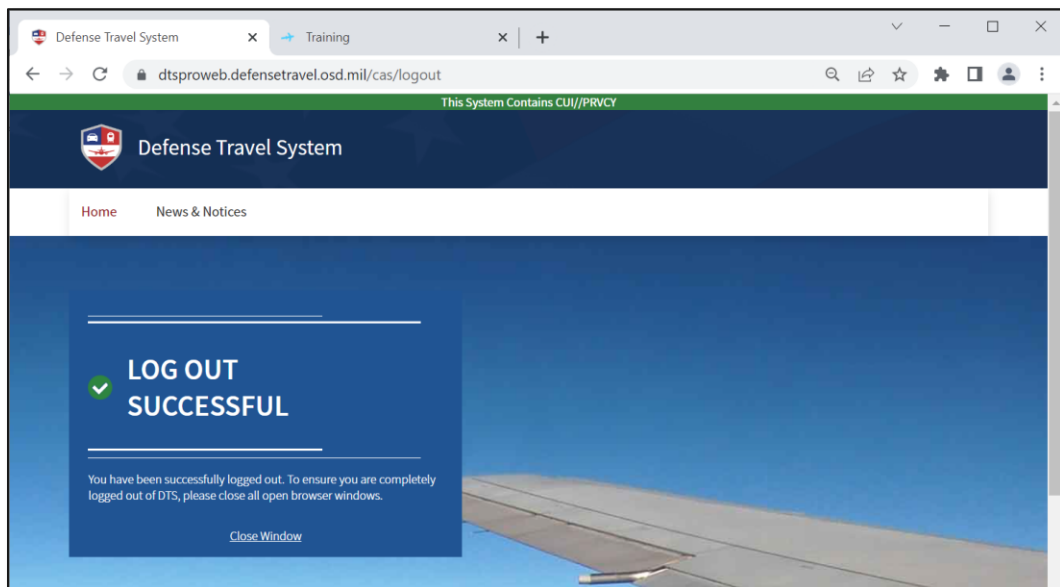 Defense Travel System
Training
dtsproweb.defensetravel.osd.mil/cas/logout
This System Contains CUI//PRVCY
Defense Travel System
Home News & Notices
LOG OUT
SUCCESSFUL
You have been successfully logged out. To ensure you are completely
logged out of DTS, please close all open browser windows.
Close Window